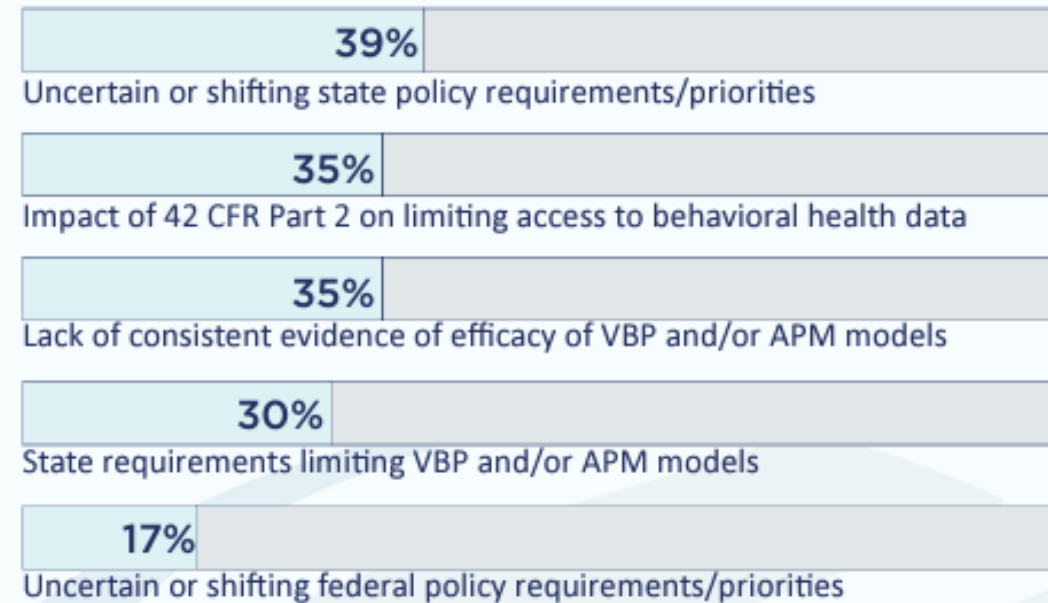 39%
Uncertain or shifting state policy requirements/priorities
35%
Impact of 42 CFR Part 2 on limiting access to behavioral health data
35%
Lack of consistent evidence of efficacy of VBP and/or APM models
30%
State requirements limiting VBP and/or APM models
17%
Uncertain or shifting federal policy requirements/priorities